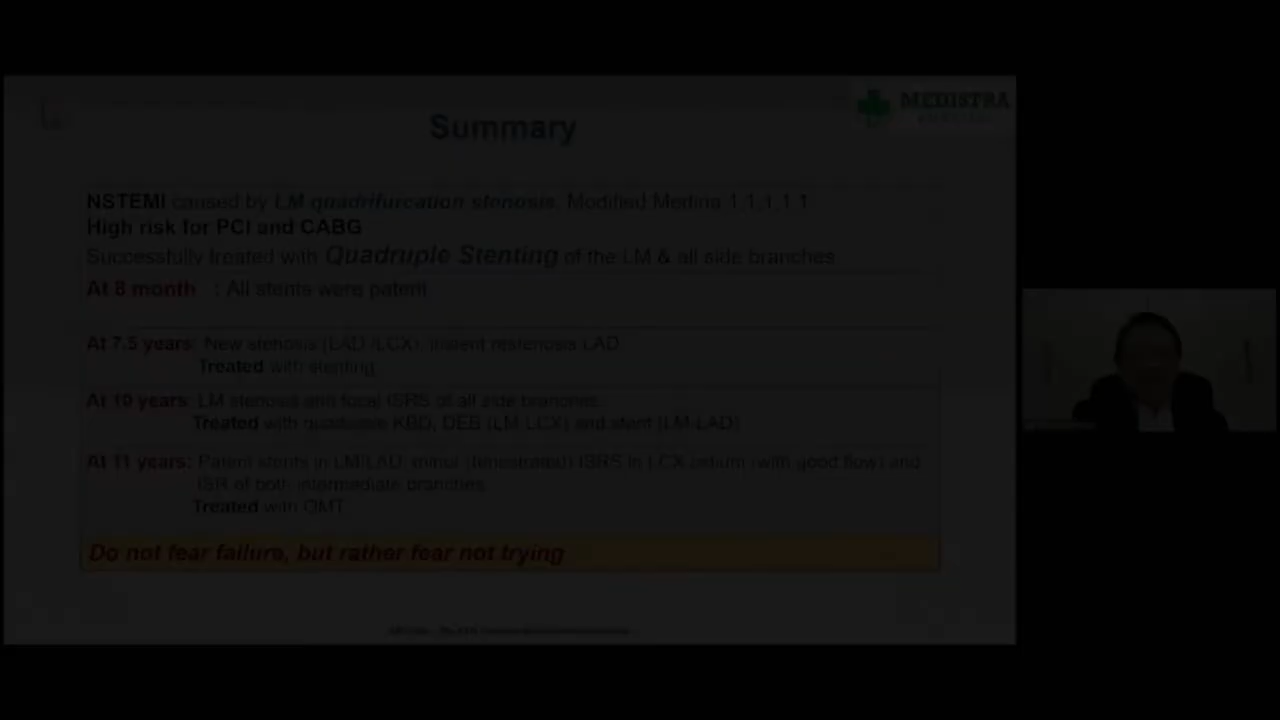 MEDISTRA
Summary
NSTEMI caused by LM quadrifurcation stenosis, Modified Medina 1,1,1,1,1
High risk for PCI and CABG
Successfully treated with Quadruple Stenting of the LM & all side branches
At 8 month : All stents were patent
At 7.5 years: New stenosis (LAD /LCX), instent restenosis LAD
Treated with stenting
At 10 years: LM stenosis and focal ISRS of all side branches.
Treated with quadruple KBD, DEB (LM-LCX) and stent (LM-LAD)
At 11 years: Patent stents in LM/LAD, minor (fenestrated) ISRS in LCX ostium (with good flow) and
ISR of both intermediate branches
Treated with OMT
Do not fear failure, but rather fear not trying